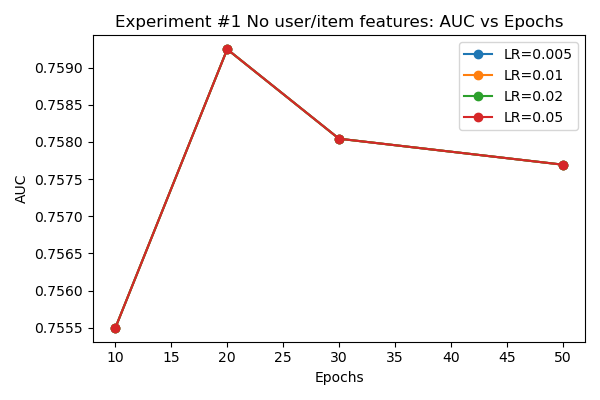 Experiment #1 No user/item features: AUC vs Epochs
LR=0.005
LR=0.01
LR=0.02
LR=0.05
AUC
0.7590
0.7585
0.7580
0.7575
0.7570
0.7565
0.7560
0.7555
10 15 20 25 30 35 40 45 50
Epochs